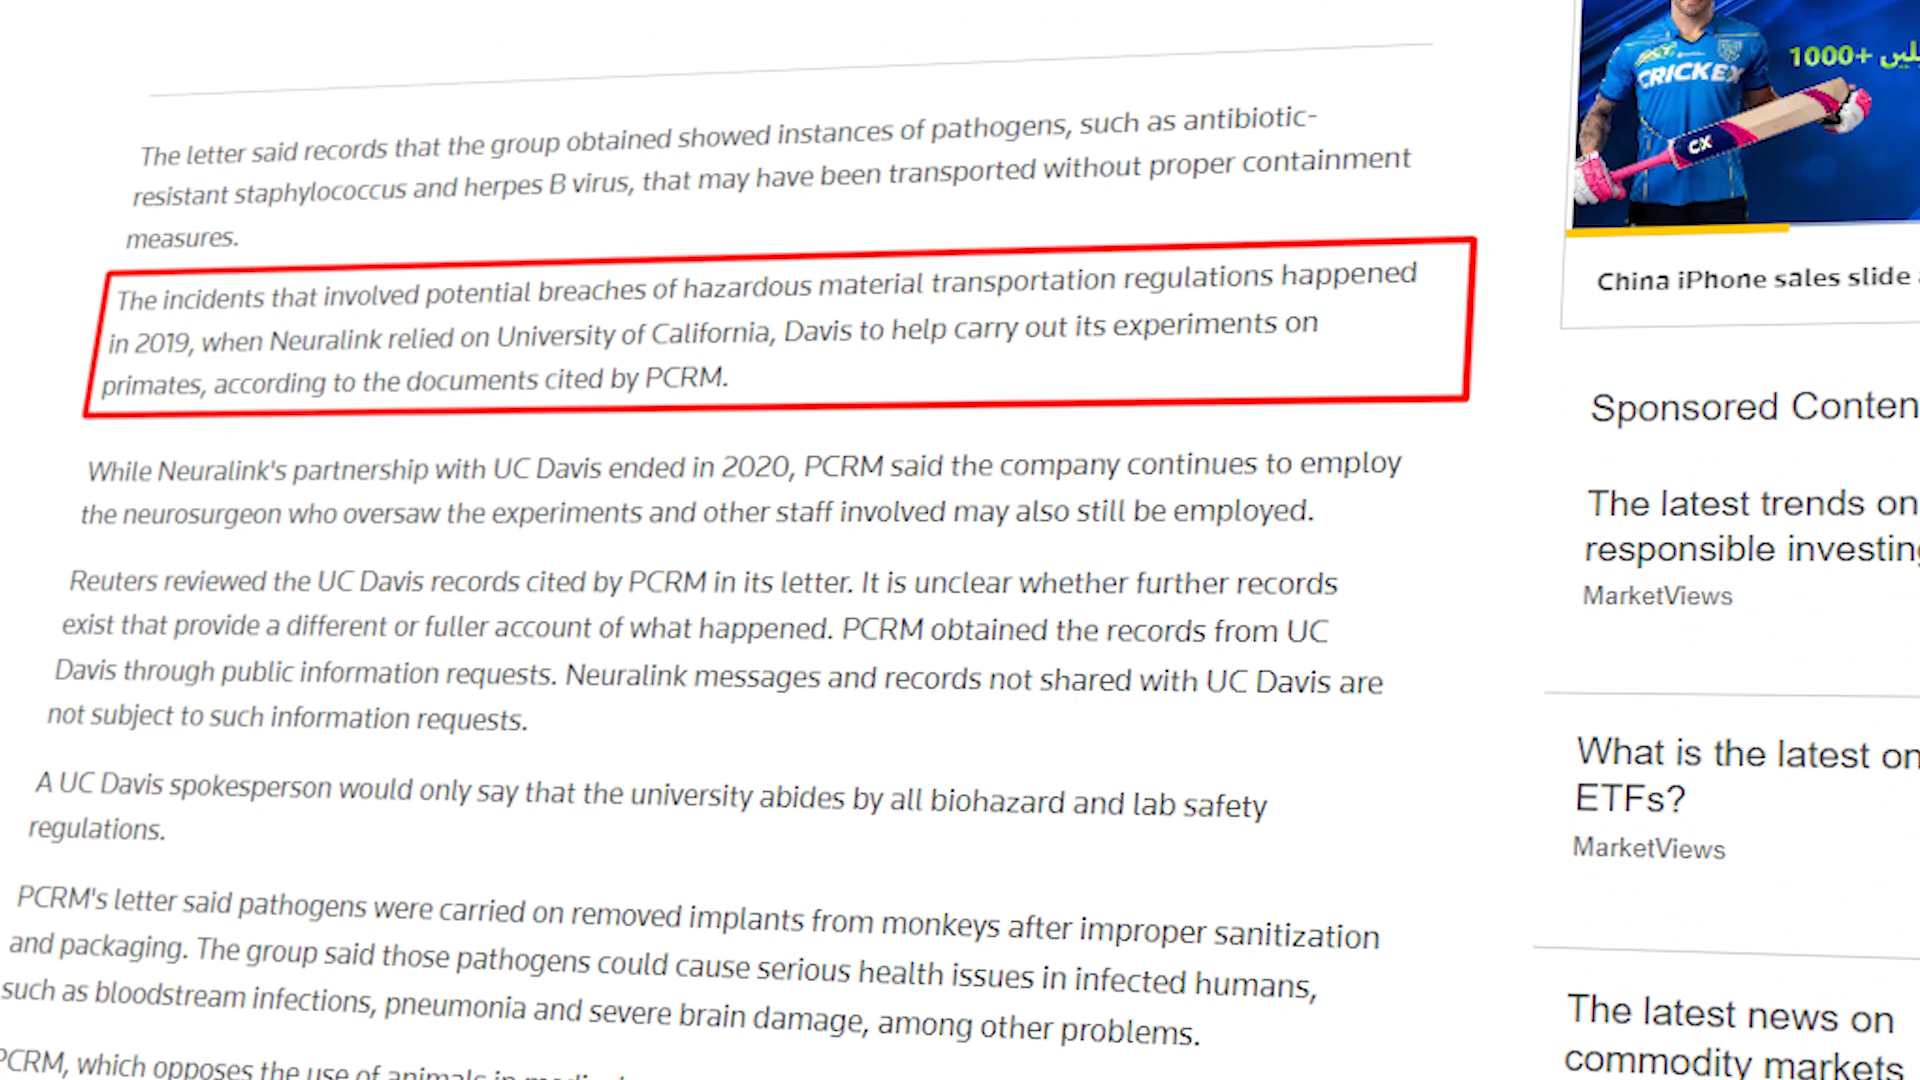 The letter said records that the group obtained showed instances of pathogens, such as antibiotic-
resistant staphylococcus and herpes B virus, that may have been transported without proper containment
measures.
The incidents that involved potential breaches of hazardous material transportation regulations happened
in 2019, when Neuralink relied on University of California, Davis to help carry out its experiments on
primates, according to the documents cited by PCRM.
While Neuralink's partnership with UC Davis ended in 2020, PCRM said the company continues to employ
the neurosurgeon who oversaw the experiments and other staff involved may also still be employed.
Reuters reviewed the UC Davis records cited by PCRM in its letter. It is unclear whether further records
exist that provide a different or fuller account of what happened. PCRM obtained the records from UC
Davis through public information requests. Neuralink messages and records not shared with UC Davis are
not subject to such information requests.
A UC Davis spokesperson would only say that the university abides by all biohazard and lab safety
regulations.
PCRM's letter said pathogens were carried on removed implants from monkeys after improper sanitization
and packaging. The group said those pathogens could cause serious health issues in infected humans,
such as bloodstream infections, pneumonia and severe brain damage, among other problems.
PCRM, which opposes the use of animals in
1000+
CRICKEX
CX
China iPhone sales slide
Sponsored Conten
The latest trends on
responsible investing
MarketViews
What is the latest on
ETFs?
MarketViews
The latest news on
commodity markets